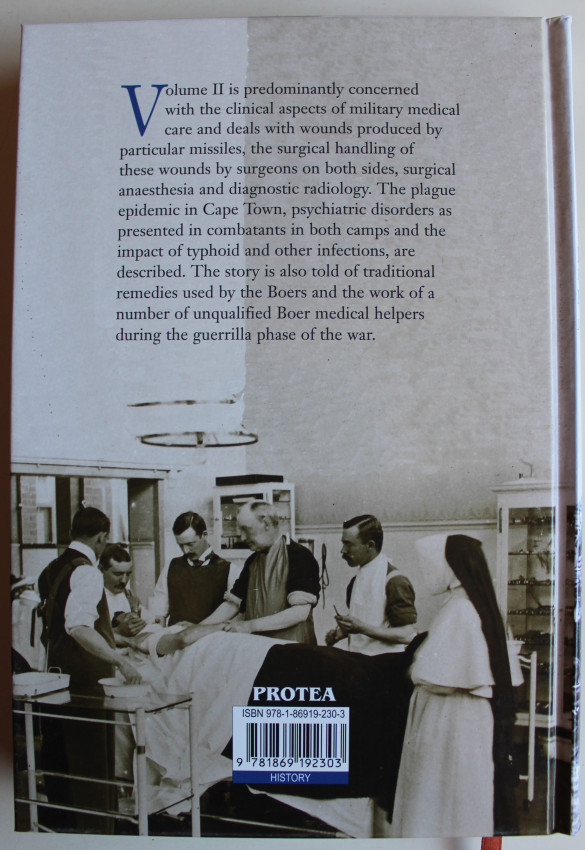 Volume II is predominantly concerned
with the clinical aspects of military medical
care and deals with wounds produced by
particular missiles, the surgical handling of
these wounds by surgeons on both sides, surgical
anaesthesia and diagnostic radiology. The plague
epidemic in Cape Town, psychiatric disorders as
presented in combatants in both camps and the
impact of typhoid and other infections, are
described. The story is also told of traditional
remedies used by the Boers and the work of a
number of unqualified Boer medical helpers
during the guerrilla phase of the war.
PROTEA
ISBN 978-1-86919-230-3
9 781869 192303
HISTORY